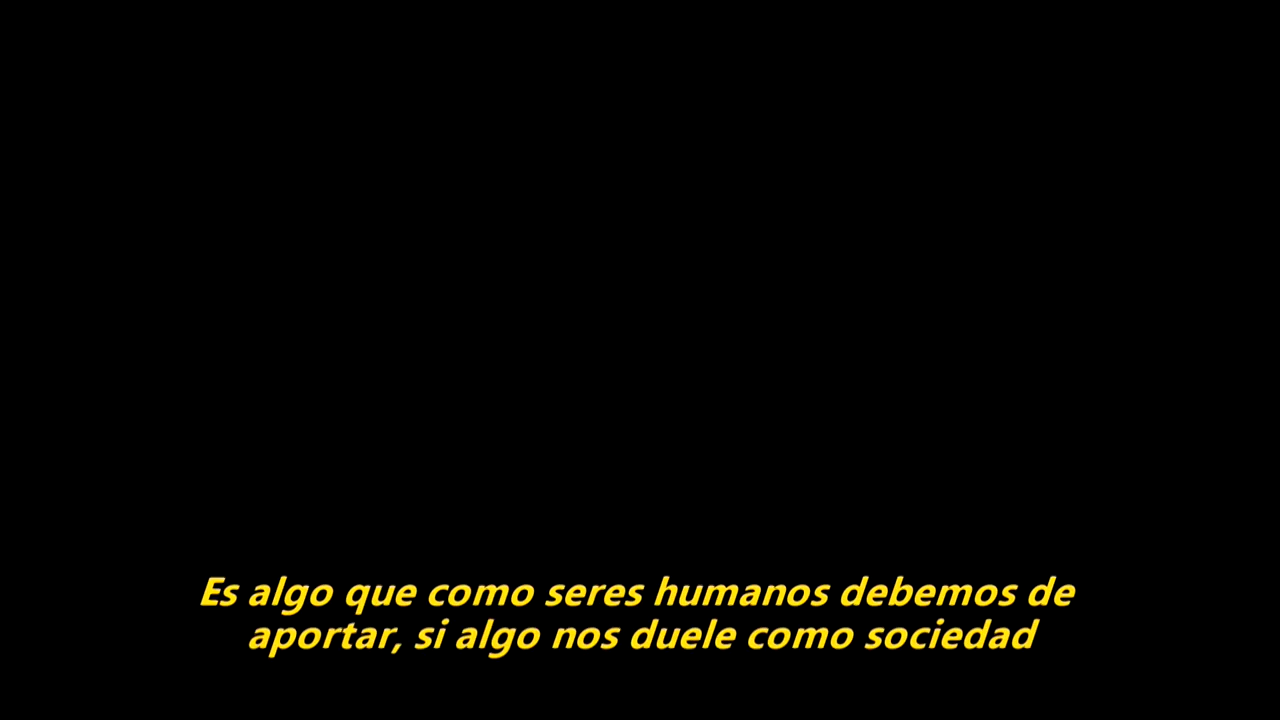 Es algo que como seres humanos debemos de
aportar, si algo nos duele como sociedad